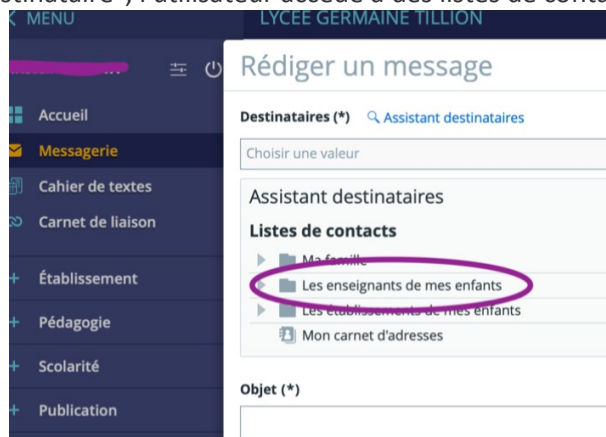 MENU
LYCEE GERMAINE TILLION
Rédiger un message
Accueil
Messagerie
Cahier de textes
Carnet de liaison
Établissement
Pédagogie
Scolarité
Publication
Destinataires (*) Assistant destinataires
Choisir une valeur
Assistant destinataires
Listes de contacts
Ma famille
Les enseignants de mes enfants
Les établissements de mes enfants
Mon carnet d'adresses
Objet (*)